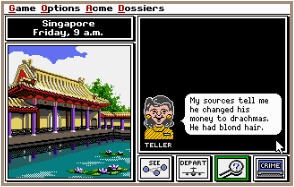 Game Options Acme Dossiers
Singapore
Friday, 9 a.m.
My sources tell me
he changed his
money to drachmas.
He had blond hair.
TELLER
SEE
DEPART
CRIME